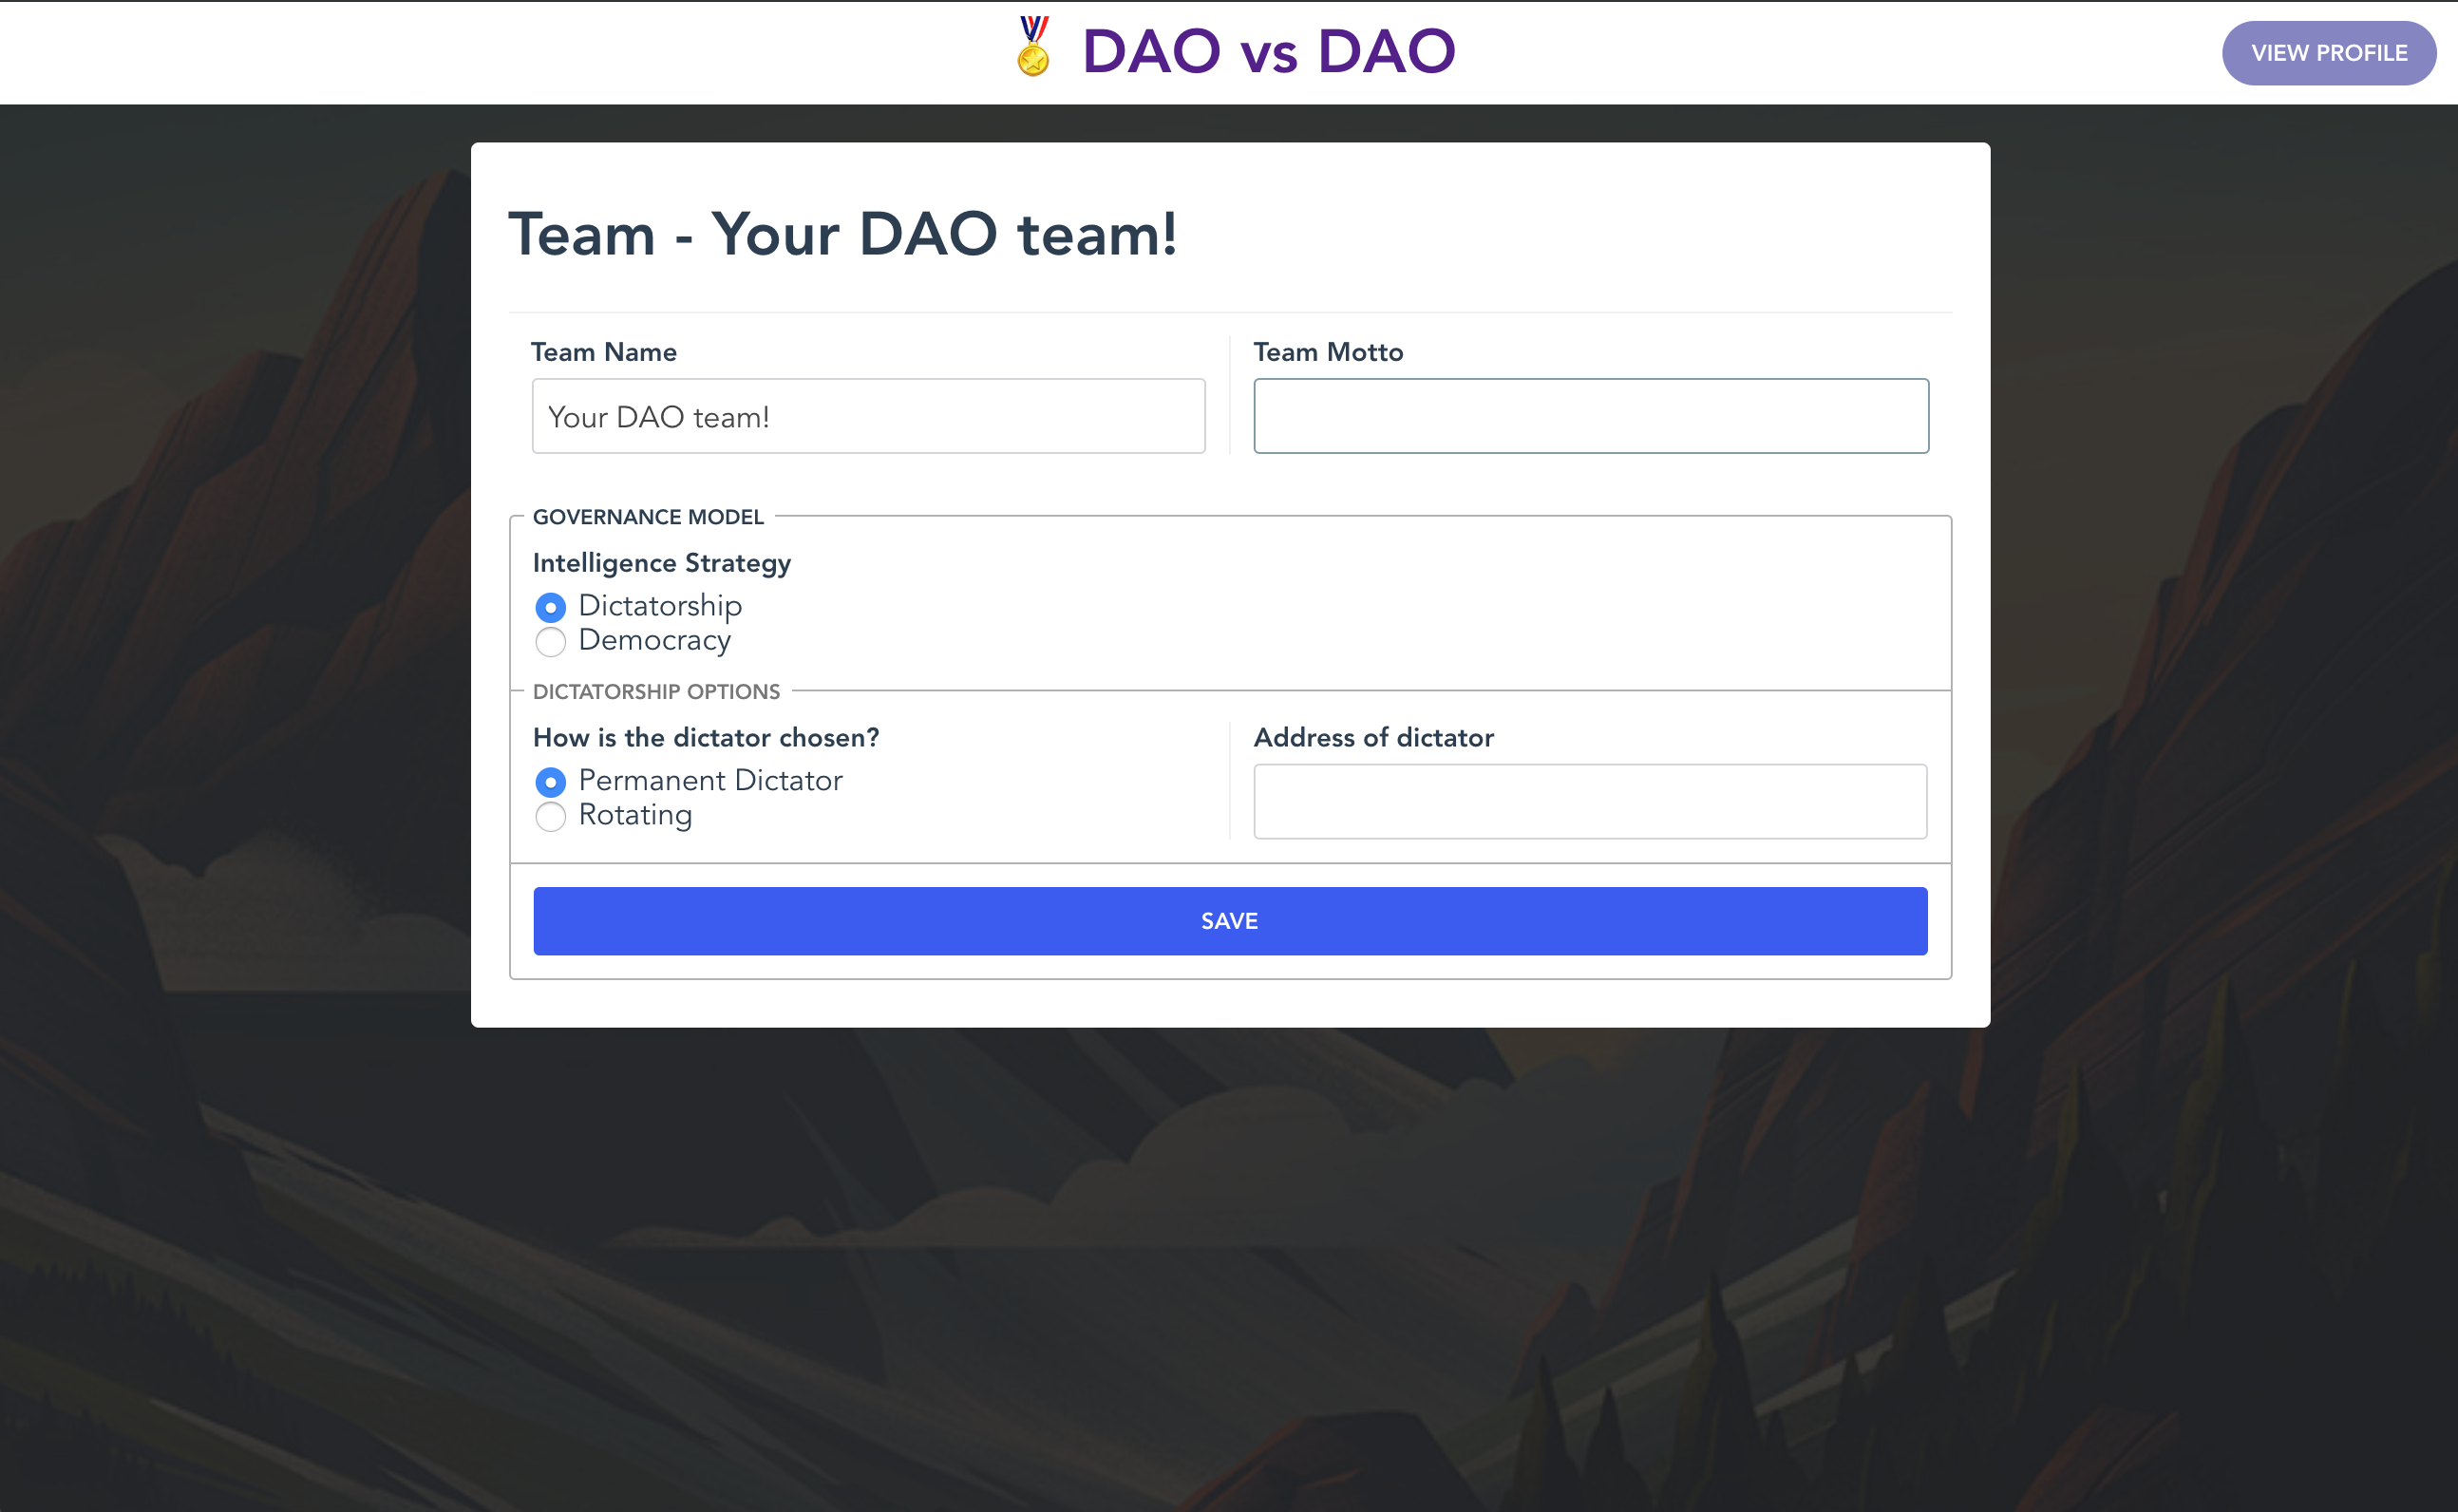 DAO vs DAO
VIEW PROFILE
Team - Your DAO team!
Team Name
Team Motto
Your DAO team!
GOVERNANCE MODEL
Intelligence Strategy
Dictatorship
Democracy
DICTATORSHIP OPTIONS
How is the dictator chosen?
Address of dictator
Permanent Dictator
Rotating
SAVE